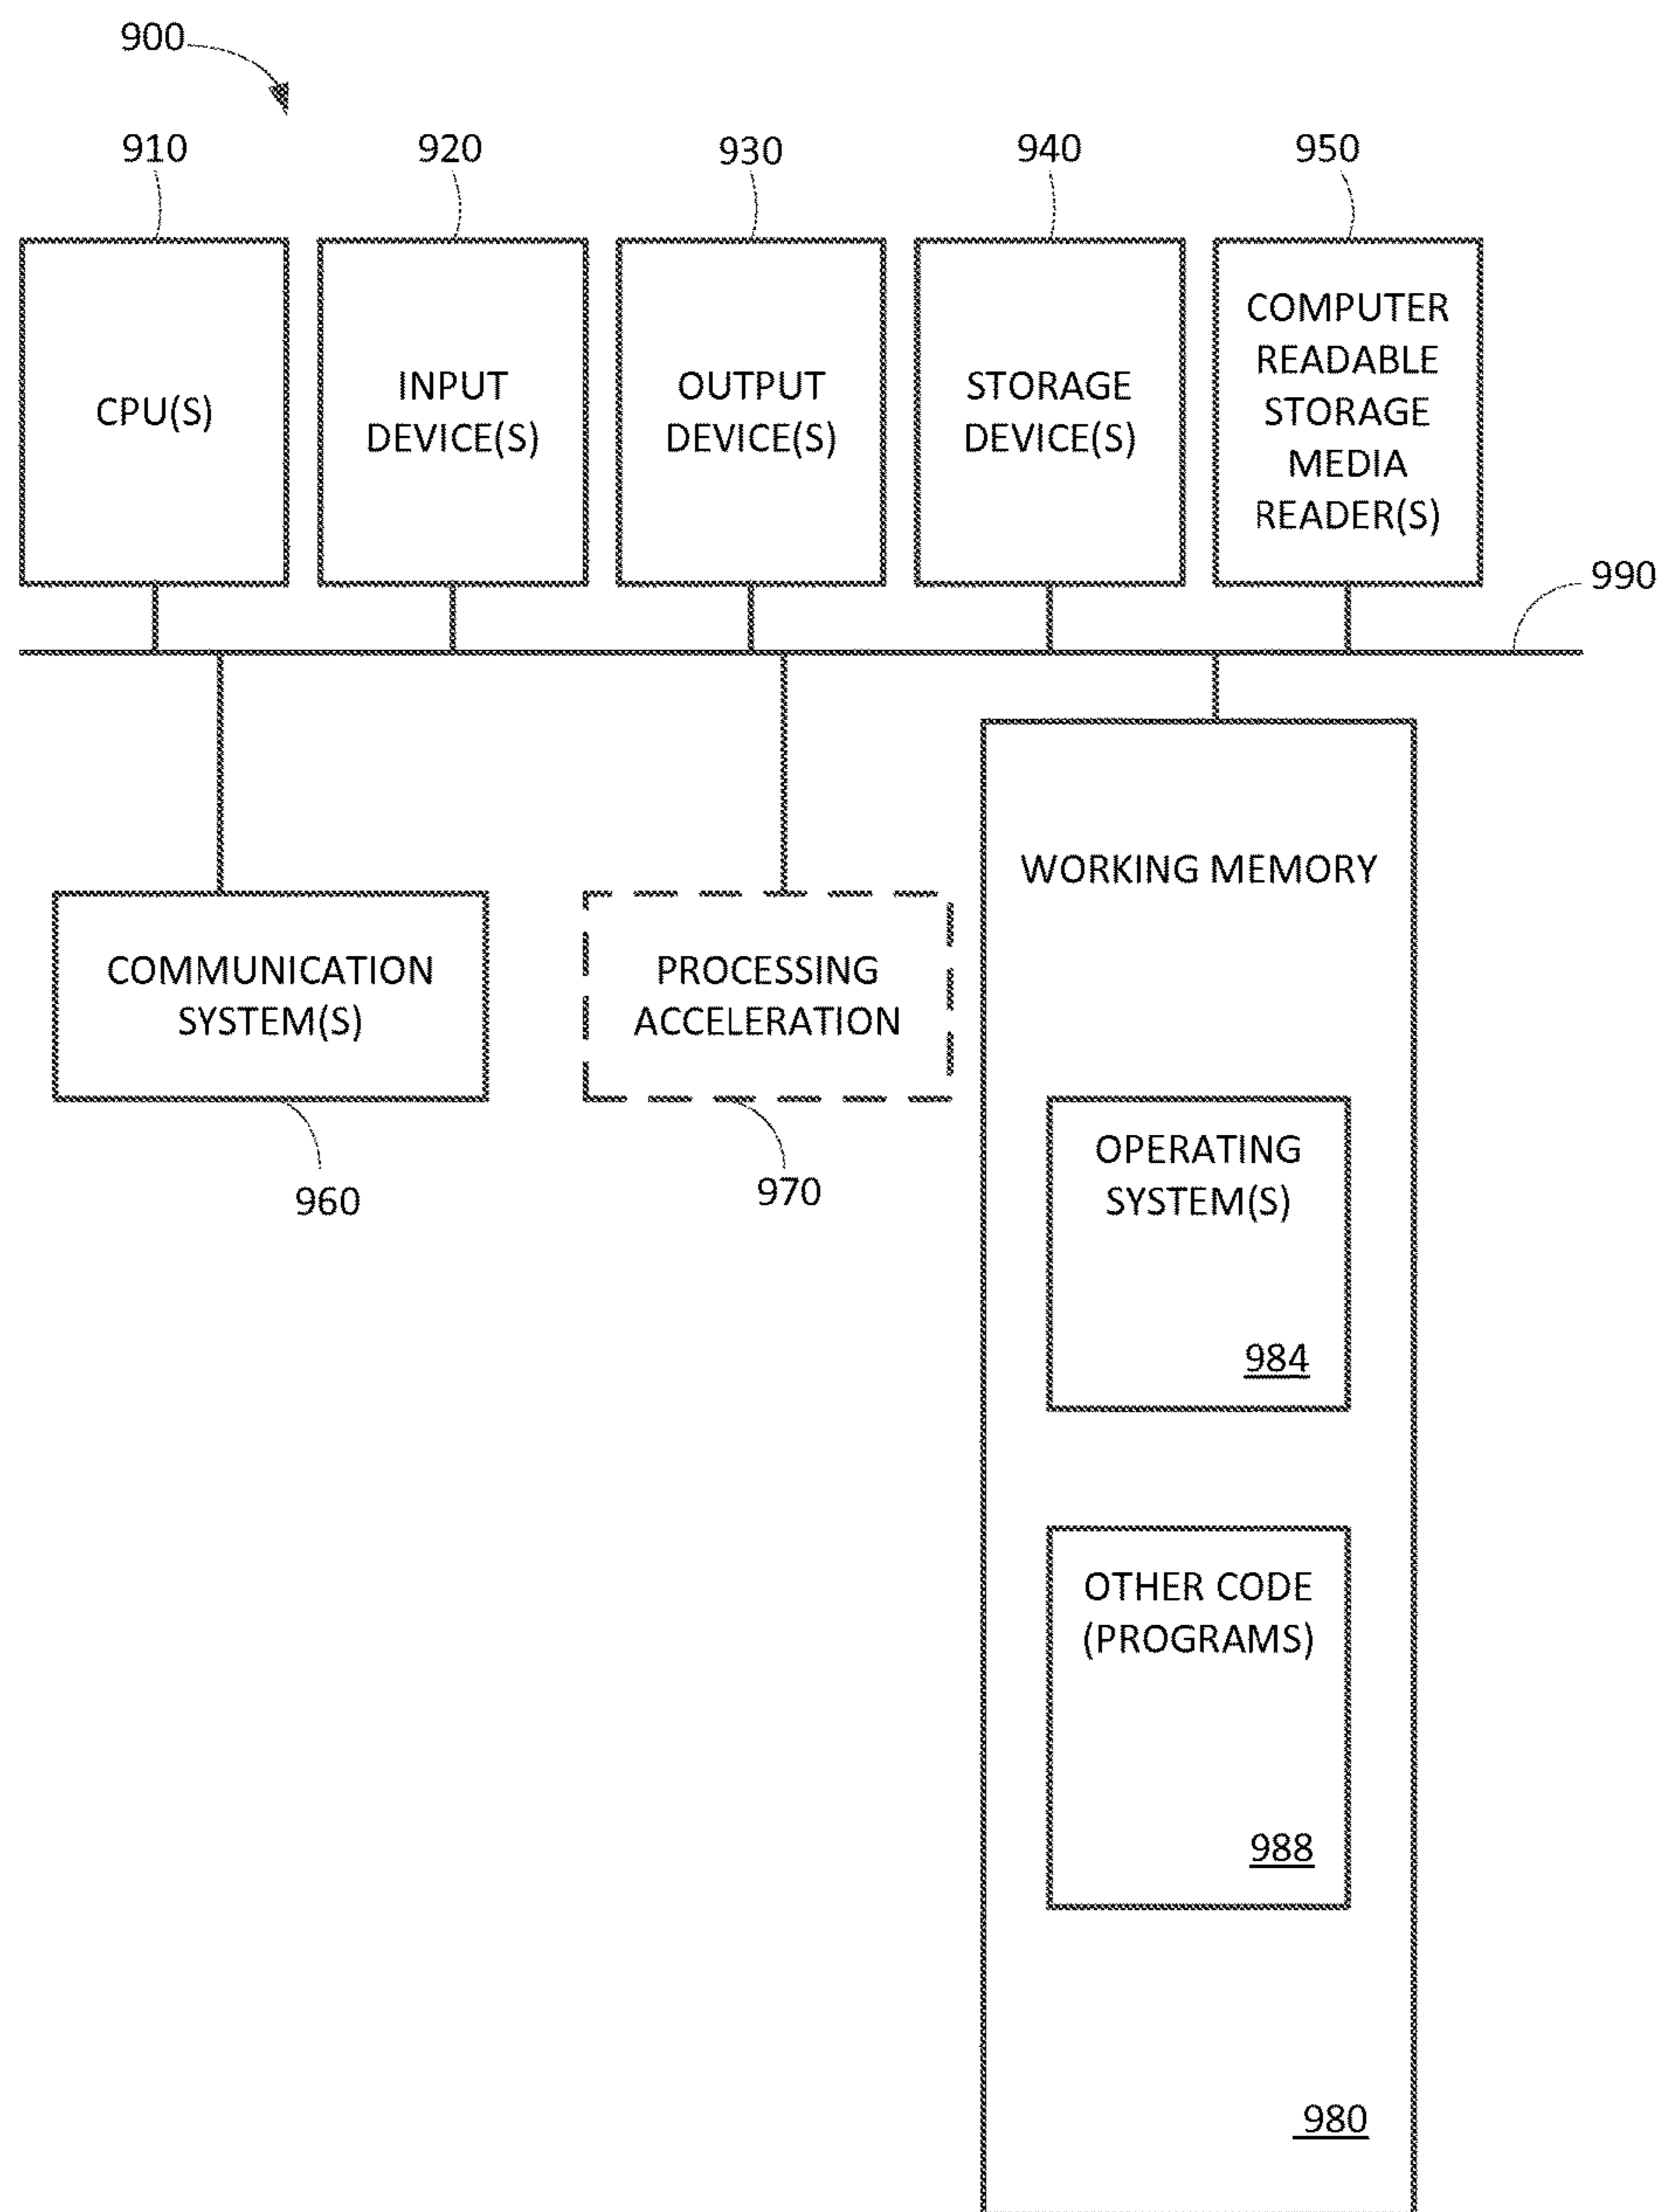 900
910
920
930
940
950
CPU(S)
INPUT
DEVICE(S)
OUTPUT
DEVICE(S)
STORAGE
DEVICE(S)
COMPUTER
READABLE
STORAGE
MEDIA
READER(S)
990
COMMUNICATION
SYSTEM(S)
960
PROCESSING
ACCELERATION
970
WORKING MEMORY
OPERATING
SYSTEM(S)
984
OTHER CODE
(PROGRAMS)
988
980